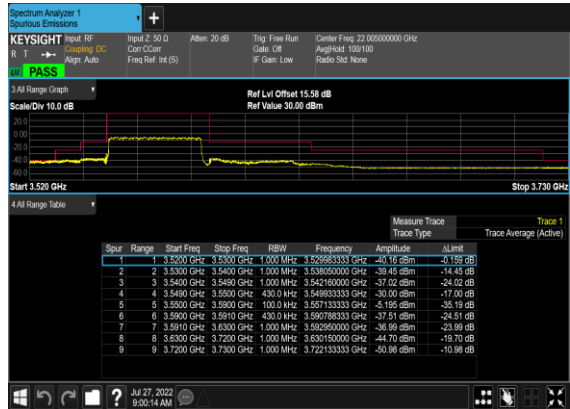 Spectrum Analyzer 1
Spurious Emissions
+
KEYSIGHT
R T
PASS
Input: RF
Coupling: DC
Align: Auto
Input Z: 50 Ω
Corr CCorr
Freq Ref: Int (S)
Atten: 20 dB
Trig: Free Run
Gate: Off
IF Gain: Low
Center Freq: 22.005000000 GHz
Avg|Hold: 100/100
Radio Std: None
3 All Range Graph
Scale/Div 10.0 dB
Ref Lvl Offset 15.58 dB
Ref Value 30.00 dBm
20.0
0.00
-20.0
-40.0
-60.0
Start 3.520 GHz
Stop 3.730 GHz
4 All Range Table
Measure Trace Trace 1
Trace Type Trace Average (Active)
Spur Range Start Freq Stop Freq RBW Frequency Amplitude ΔLimit
1 1 3.5200 GHz 3.5300 GHz 1.000 MHz 3.529983333 GHz -40.16 dBm -0.159 dB
2 2 3.5300 GHz 3.5400 GHz 1.000 MHz 3.538050000 GHz -39.45 dBm -14.45 dB
3 3 3.5400 GHz 3.5490 GHz 1.000 MHz 3.542160000 GHz -37.02 dBm -24.02 dB
4 4 3.5490 GHz 3.5500 GHz 430.0 kHz 3.549933333 GHz -30.00 dBm -17.00 dB
5 5 3.5500 GHz 3.5900 GHz 100.0 kHz 3.557133333 GHz -5.195 dBm -35.19 dB
6 6 3.5900 GHz 3.5910 GHz 430.0 kHz 3.590788333 GHz -37.51 dBm -24.51 dB
7 7 3.5910 GHz 3.6300 GHz 1.000 MHz 3.592950000 GHz -36.99 dBm -23.99 dB
8 8 3.6300 GHz 3.7200 GHz 1.000 MHz 3.630150000 GHz -44.70 dBm -19.70 dB
9 9 3.7200 GHz 3.7300 GHz 1.000 MHz 3.722133333 GHz -50.98 dBm -10.98 dB
?
Jul 27, 2022
9:00:14 AM